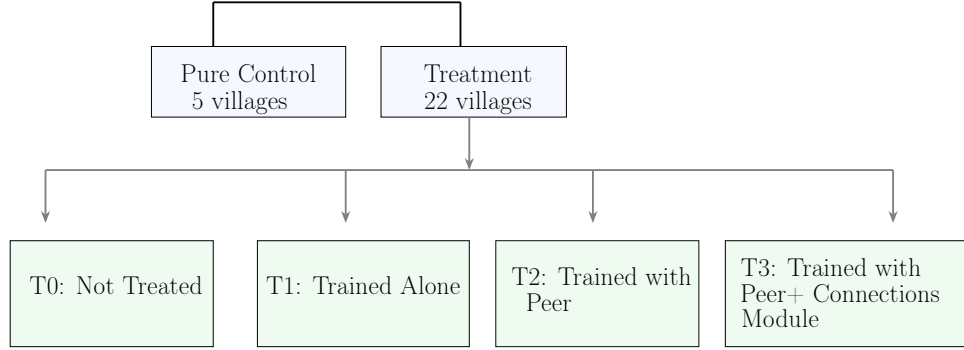 Pure Control
5 villages
Treatment
22 villages
T0: Not Treated
T1: Trained Alone
T2: Trained with
Peer
T3: Trained with
Peer+ Connections
Module